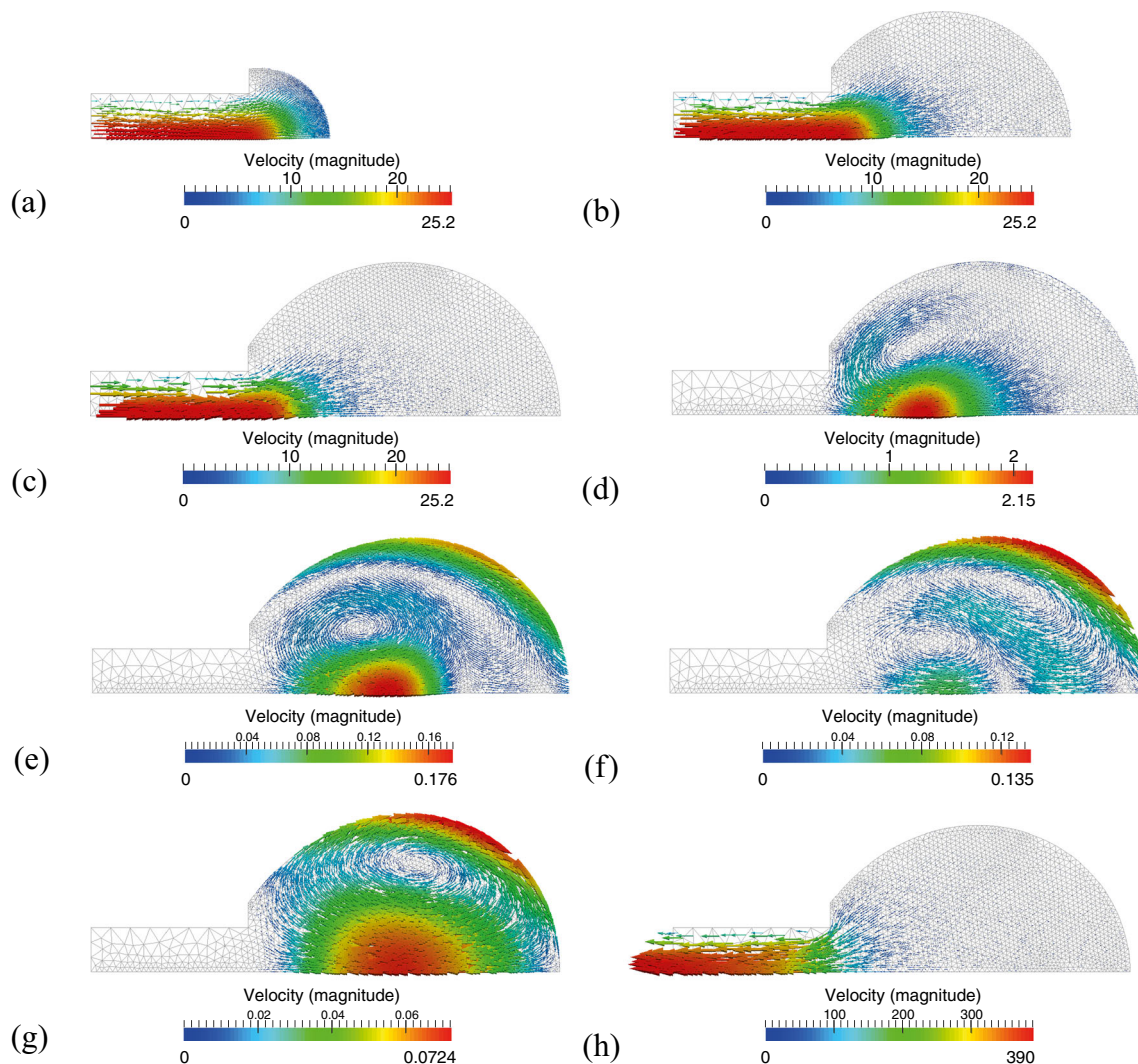 Velocity (magnitude)
10 20
(a)
0 25.2
Velocity (magnitude)
10 20
(b)
0 25.2
Velocity (magnitude)
10 20
(c)
0 25.2
Velocity (magnitude)
1 2
(d)
0 2.15
Velocity (magnitude)
0.04 0.08 0.12 0.16
(e)
0 0.176
Velocity (magnitude)
0.04 0.08 0.12
(f)
0 0.135
Velocity (magnitude)
0.02 0.04 0.06
(g)
0 0.0724
Velocity (magnitude)
100 200 300
(h)
0 390